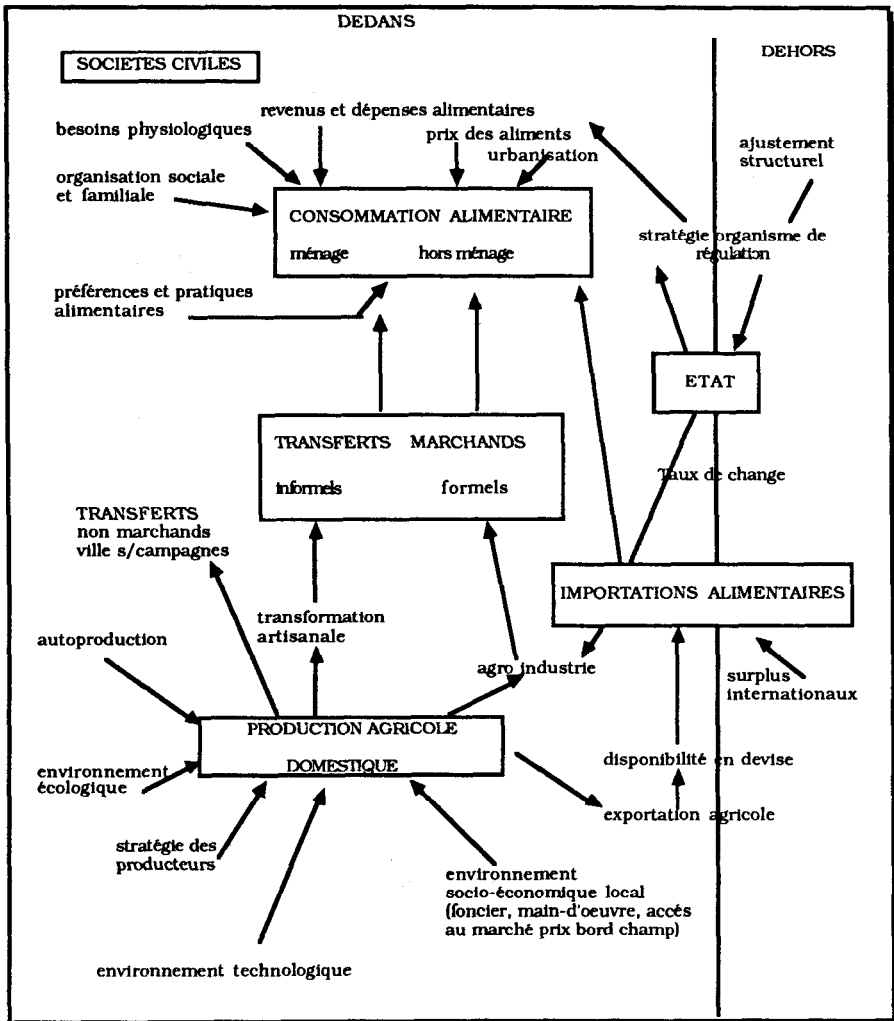 DEDANS
DEHORS
SOCIETES CIVILES
revenus et dépenses alimentaires
besoins physiologiques
prix des aliments
urbanisation
ajustement
structurel
organisation sociale
et familiale
CONSOMMATION ALIMENTAIRE
ménage hors ménage
stratégie organisme de
régulation
préférences et pratiques
alimentaires
ETAT
TRANSFERTS MARCHANDS
informels formels
Taux de change
TRANSFERTS
non marchands
ville s/campagnes
IMPORTATIONS ALIMENTAIRES
transformation
artisanale
autoproduction
agro industrie
surplus
internationaux
PRODUCTION AGRICOLE
DOMESTIQUE
environnement
écologique
disponibilité en devise
exportation agricole
stratégie des
producteurs
environnement
socio-économique local
(foncier, main-d'oeuvre, accés
au marché prix bord champ)
environnement technologique